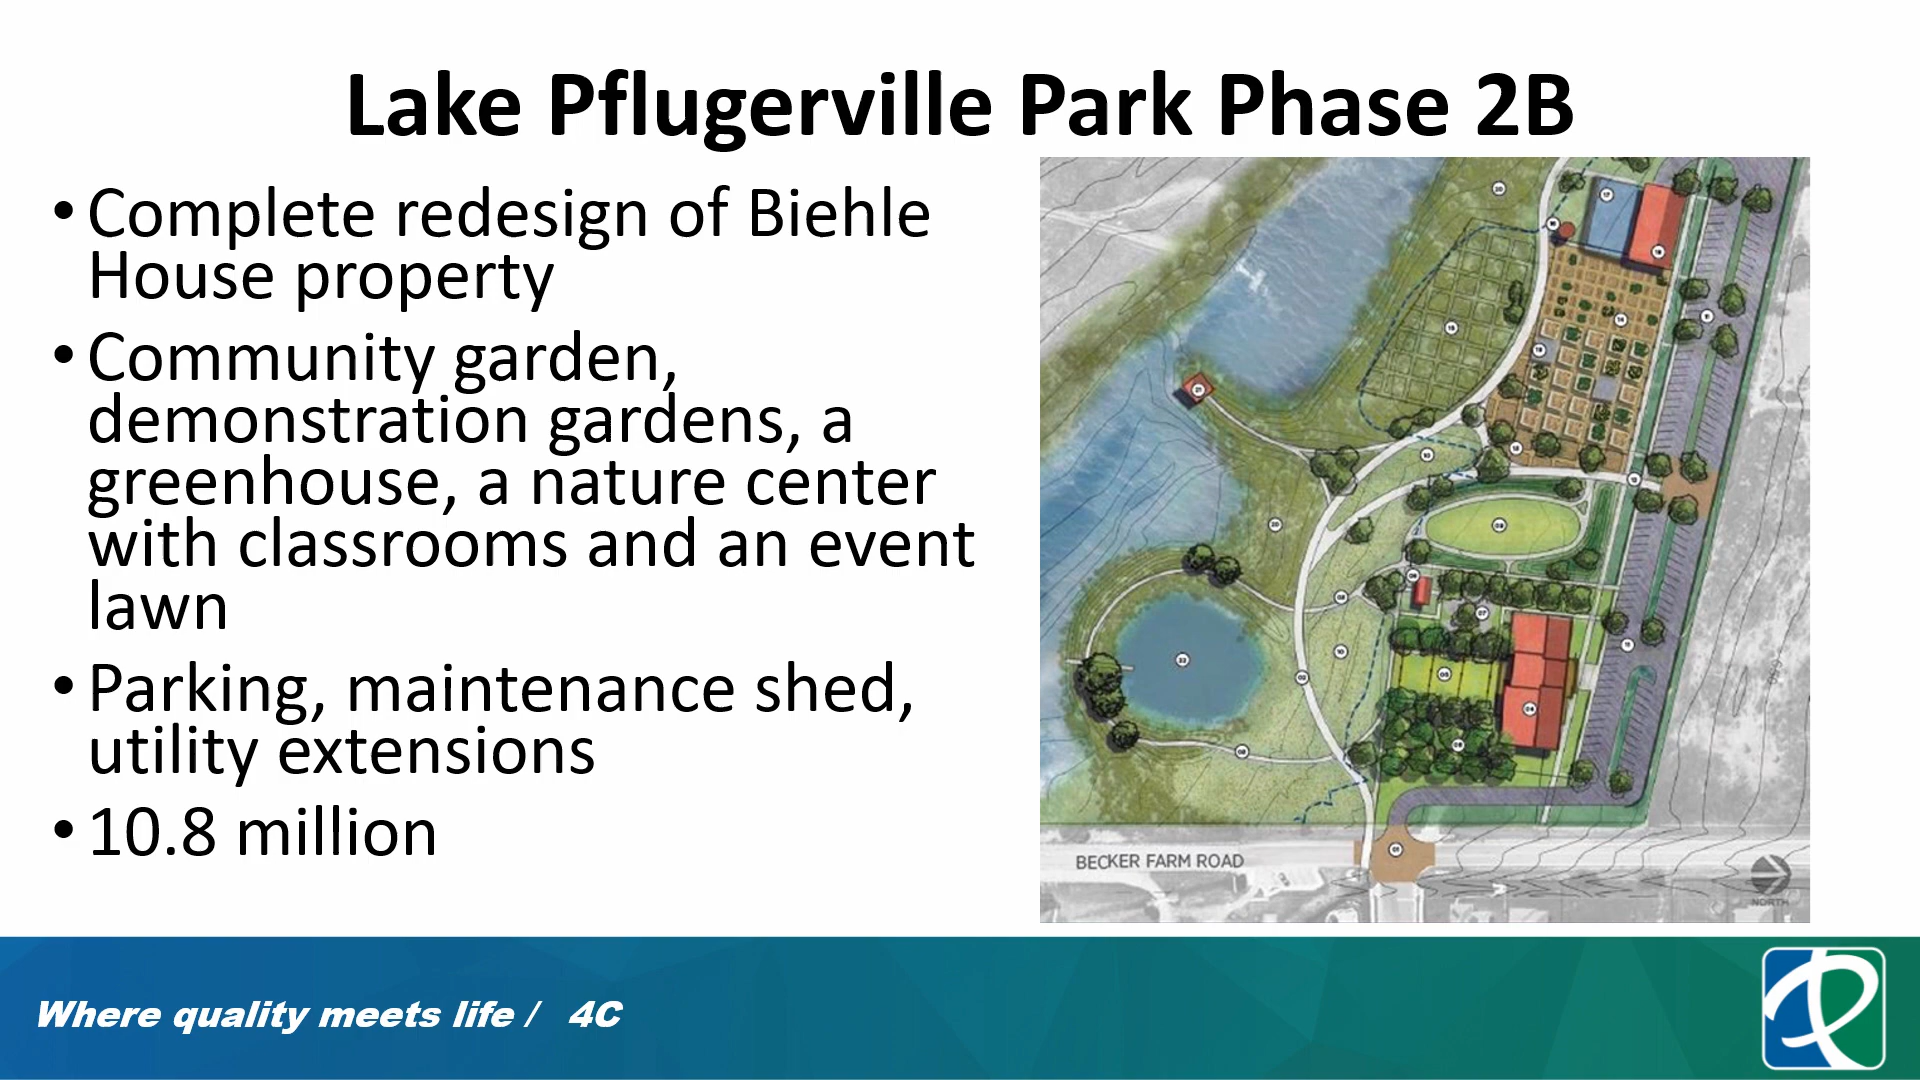 Lake Pflugerville Park Phase 2B
• Complete redesign of Biehle
House property
• Community garden,
demonstration gardens, a
greenhouse, a nature center
with classrooms and an event
lawn
• Parking, maintenance shed,
utility extensions
• 10.8 million
BECKER FARM ROAD
NORTH
Where quality meets life / 4C